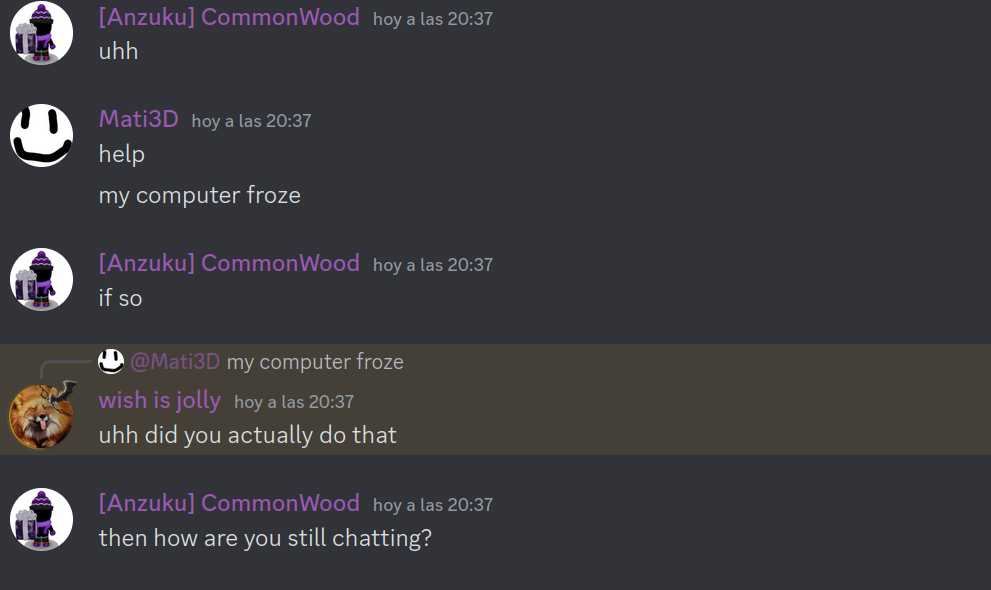 [Anzuku] CommonWood hoy a las 20:37
uhh
Mati3D hoy a las 20:37
help
my computer froze
[Anzuku] CommonWood hoy a las 20:37
if so
@Mati3D my computer froze
wish is jolly hoy a las 20:37
uhh did you actually do that
[Anzuku] CommonWood hoy a las 20:37
then how are you still chatting?